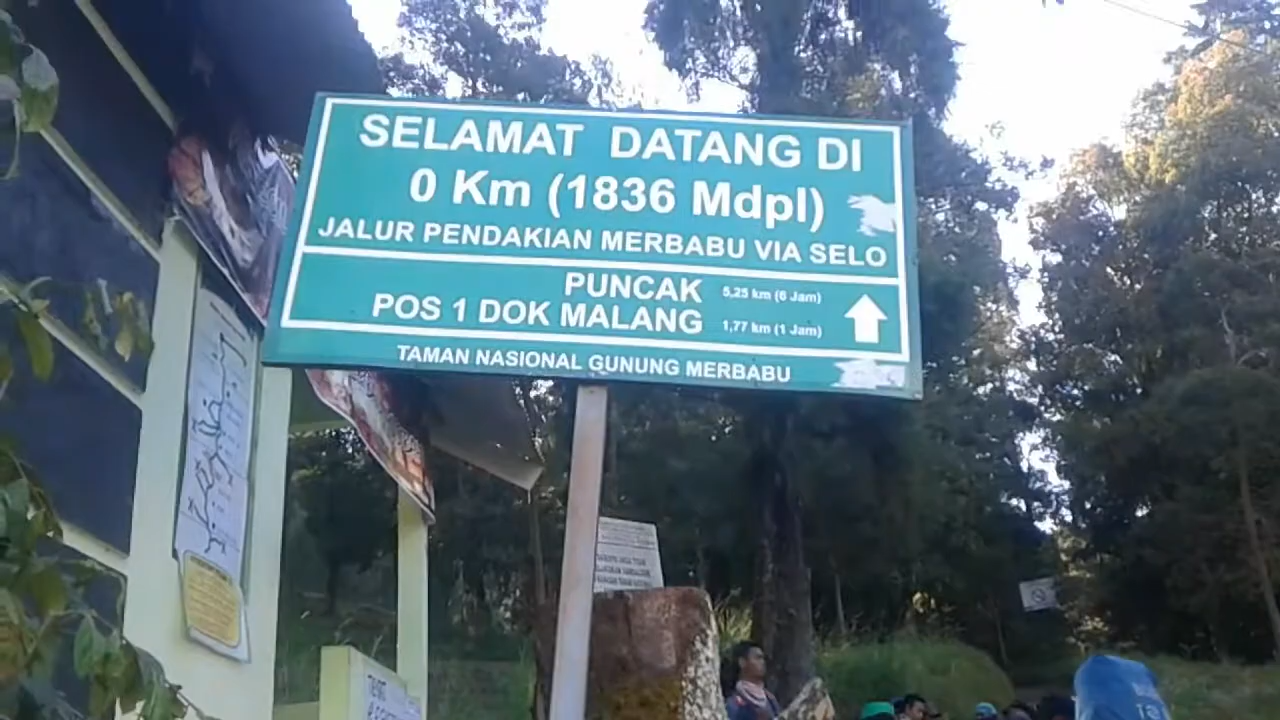 SELAMAT DATANG DI
0 Km (1836 Mdpl)
JALUR PENDAKIAN MERBABU VIA SELO
PUNCAK 5,25 km (6 Jam)
POS 1 DOK MALANG 1,77 km (1 Jam)
TAMAN NASIONAL GUNUNG MERBABU